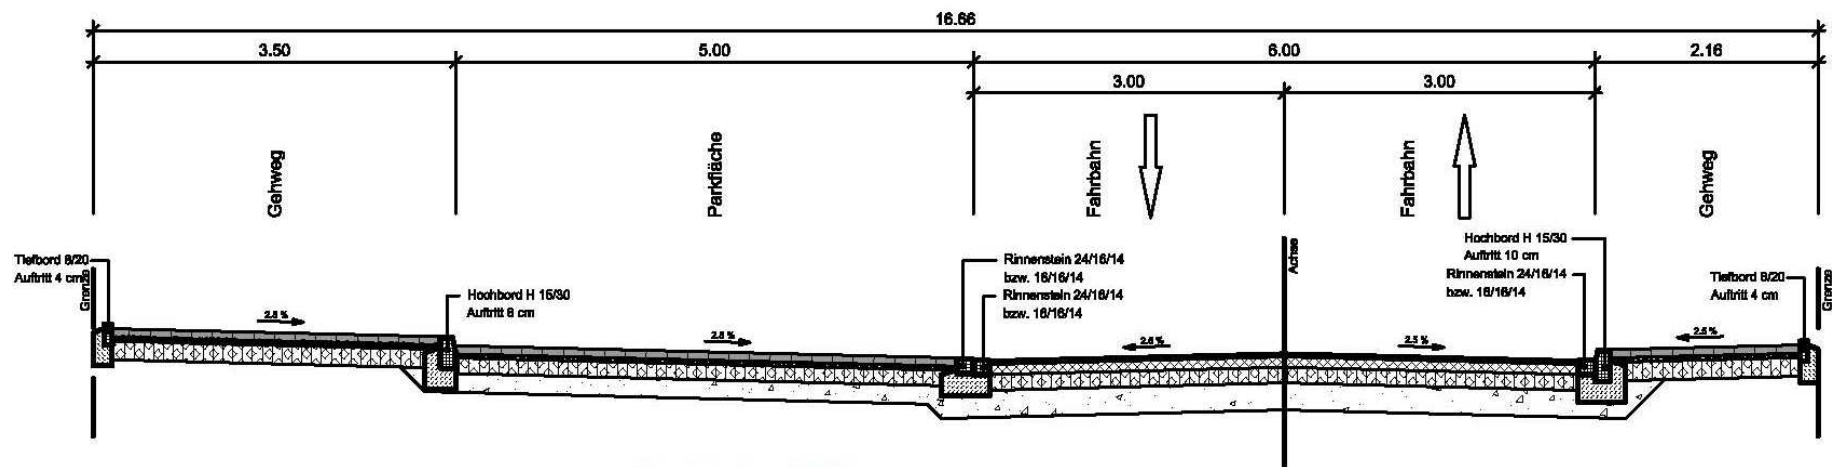 16.66
3.50
5.00
6.00
2.16
3.00
3.00
Gehweg
Parkfläche
Fahrbahn
Fahrbahn
Gehweg
Tiefbord 8/20
Auftritt 4 cm
Grenze
Hochbord H 15/30
Auftritt 8 cm
Rinnenstein 24/16/14
bzw. 16/16/14
Rinnenstein 24/16/14
bzw. 16/16/14
Achse
Hochbord H 15/30
Auftritt 10 cm
Rinnenstein 24/16/14
bzw. 16/16/14
Tiefbord 8/20
Auftritt 4 cm
Grenze
2.5 %
2.5 %
2.5 %
2.5 %
2.5 %